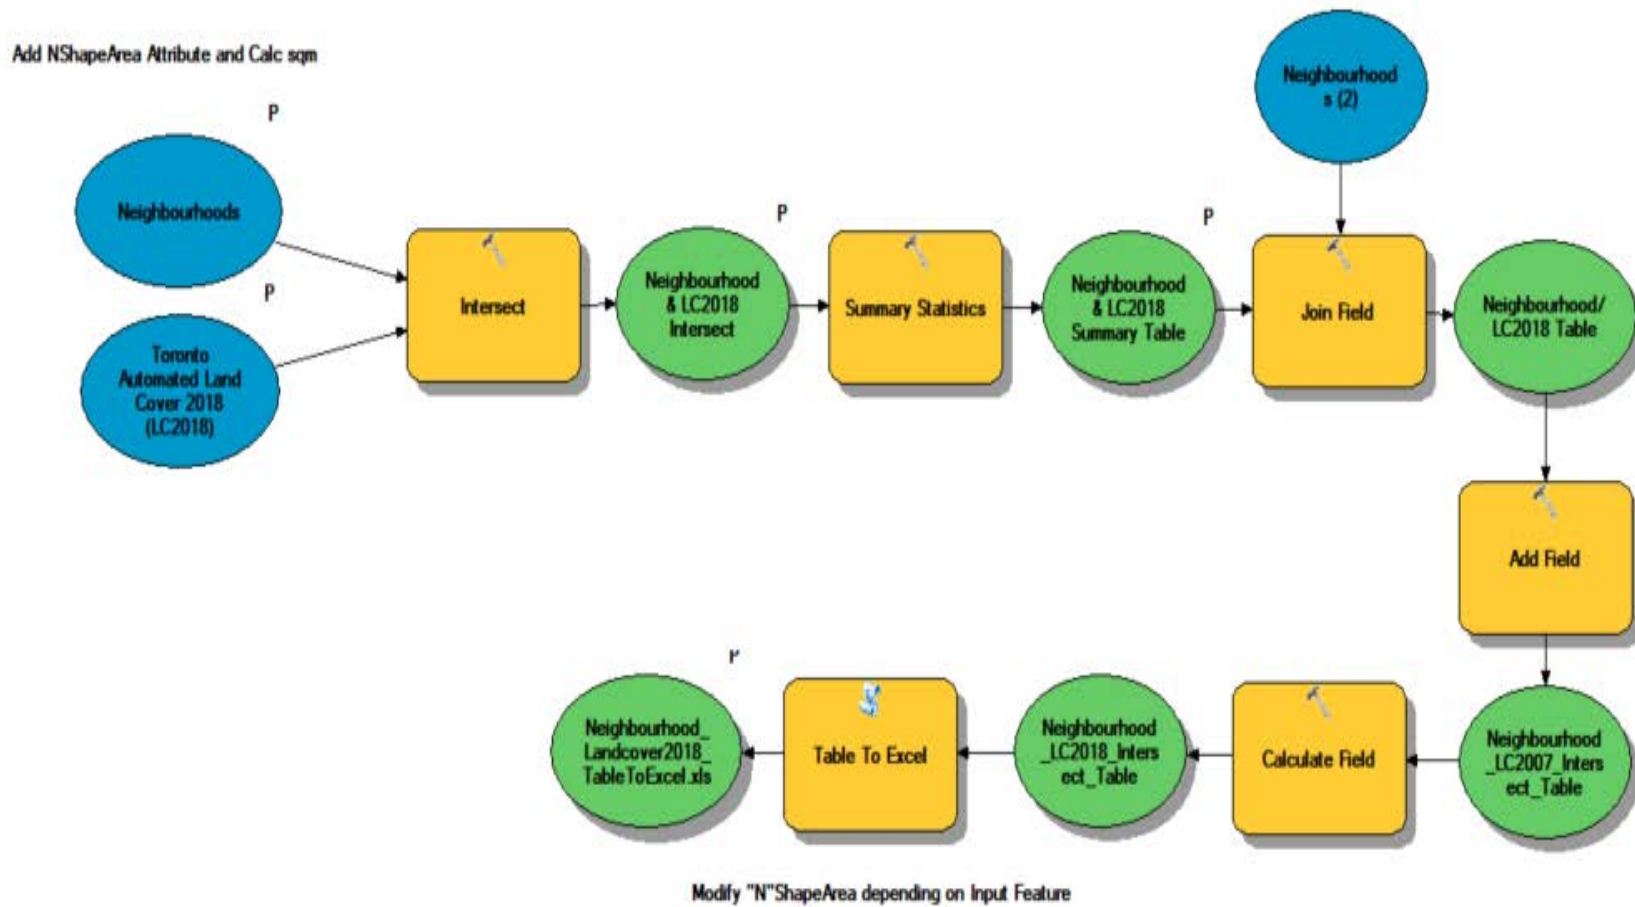 Add NShapeArea Attribute and Calc sqm
P
Neighbourhoods
P
Toronto
Automated Land
Cover 2018
(LC2018)
Intersect
P
Neighbourhood
& LC2018
Intersect
Summary Statistics
P
Neighbourhood
& LC2018
Summary Table
Neighbourhood
s (2)
Join Field
Neighbourhood/
LC2018 Table
Add Field
Neighbourhood
_LC2007_Inters
ect_Table
Calculate Field
Neighbourhood
_LC2018_Inters
ect_Table
Table To Excel
P
Neighbourhood_
Landcover2018_
TableToExcel.xls
Modify "N"ShapeArea depending on Input Feature